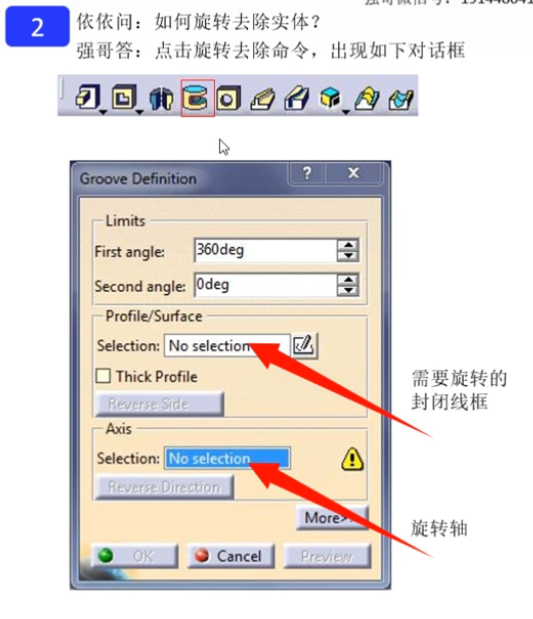 2
依依问：如何旋转去除实体？
强哥答：点击旋转去除命令，出现如下对话框
Groove Definition
Limits
First angle: 360deg
Second angle: 0deg
Profile/Surface
Selection: No selection
Thick Profile
Reverse Side
需要旋转的
封闭线框
Axis
Selection: No selection
Reverse Direction
More>>
旋转轴
OK Cancel Preview